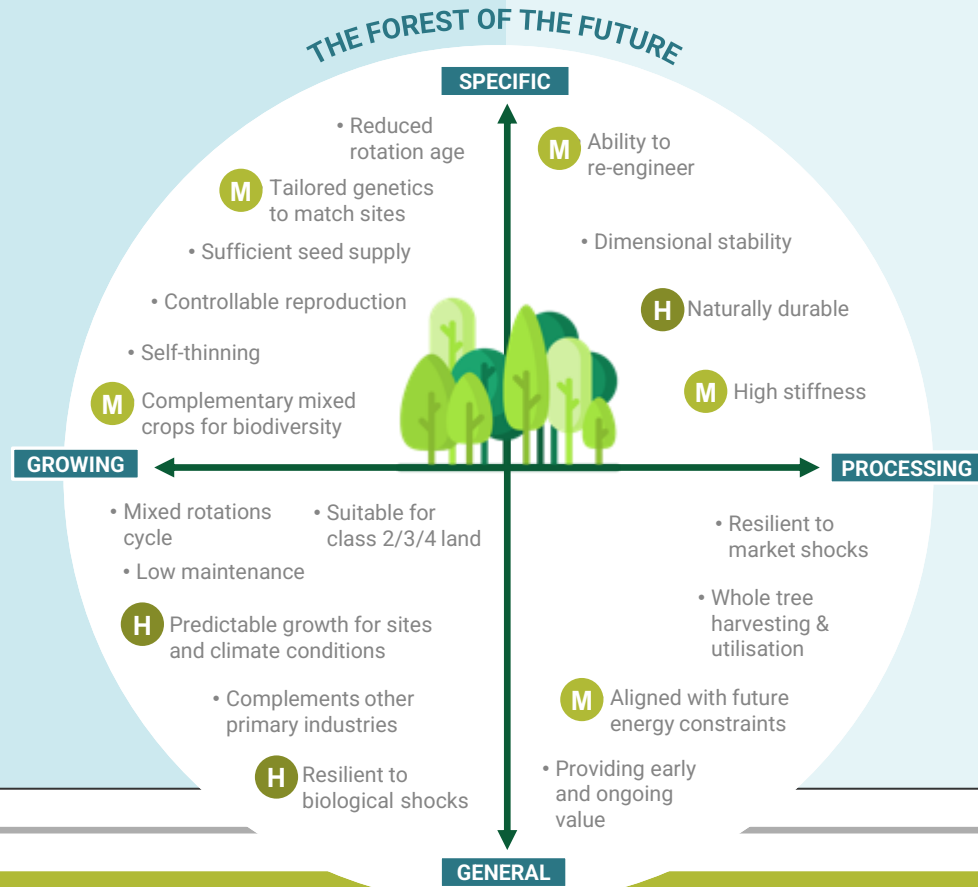 THE FOREST OF THE FUTURE
SPECIFIC
• Reduced
rotation age
M Tailored genetics
to match sites
• Sufficient seed supply
• Controllable reproduction
• Self-thinning
M Complementary mixed
crops for biodiversity
M Ability to
re-engineer
• Dimensional stability
H Naturally durable
M High stiffness
GROWING
PROCESSING
• Mixed rotations
cycle
• Suitable for
class 2/3/4 land
• Low maintenance
H Predictable growth for sites
and climate conditions
• Complements other
primary industries
H Resilient to
biological shocks
• Resilient to
market shocks
• Whole tree
harvesting &
utilisation
M Aligned with future
energy constraints
• Providing early
and ongoing
value
GENERAL